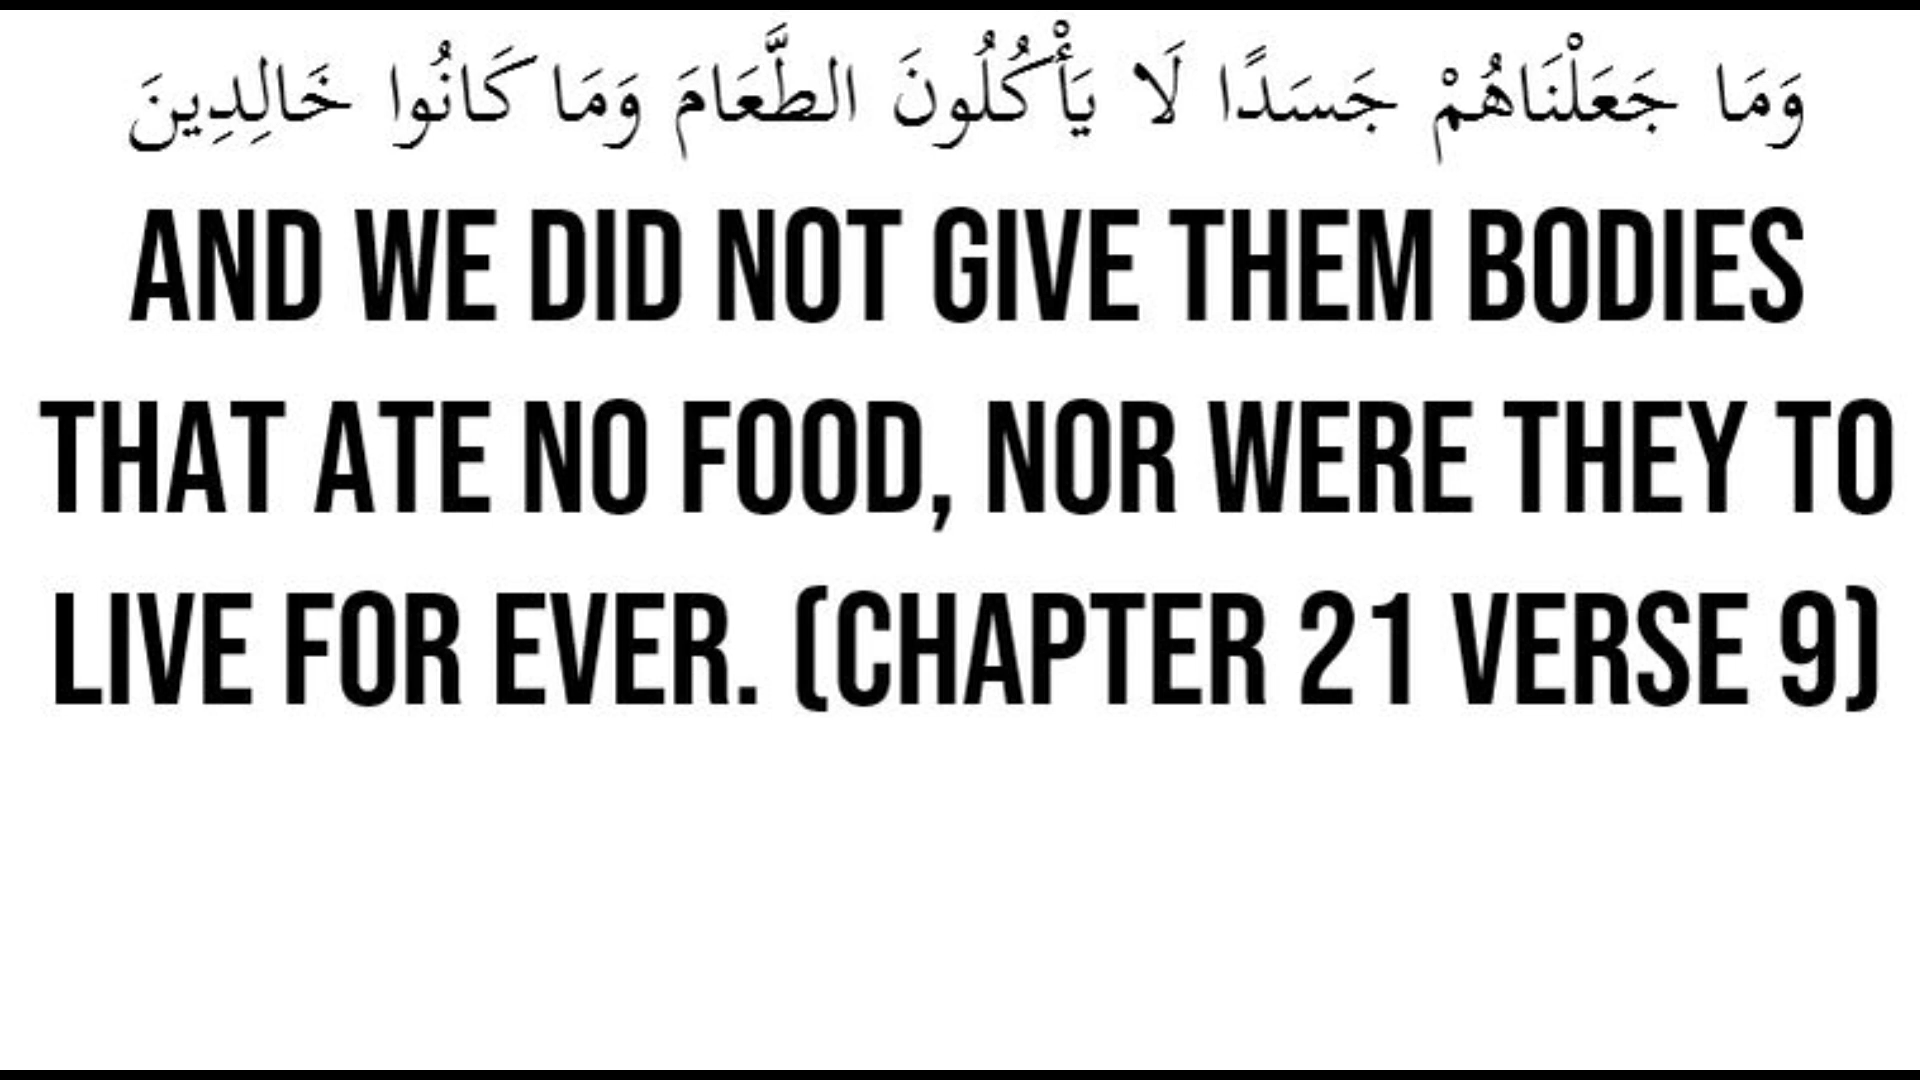 وَمَا جَعَلْنَاهُمْ جَسَدًا لَا يَأْكُلُونَ الطَّعَامَ وَمَا كَانُوا خَالِدِينَ
AND WE DID NOT GIVE THEM BODIES
THAT ATE NO FOOD, NOR WERE THEY TO
LIVE FOR EVER. (CHAPTER 21 VERSE 9)